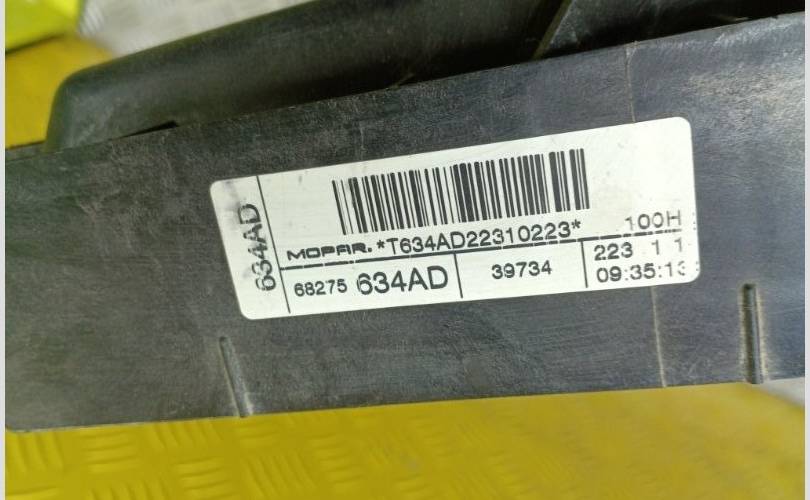 634AD
100H
MOPAR. *T634AD22310223*
68275 634AD
39734
223 1 1
09:35:13